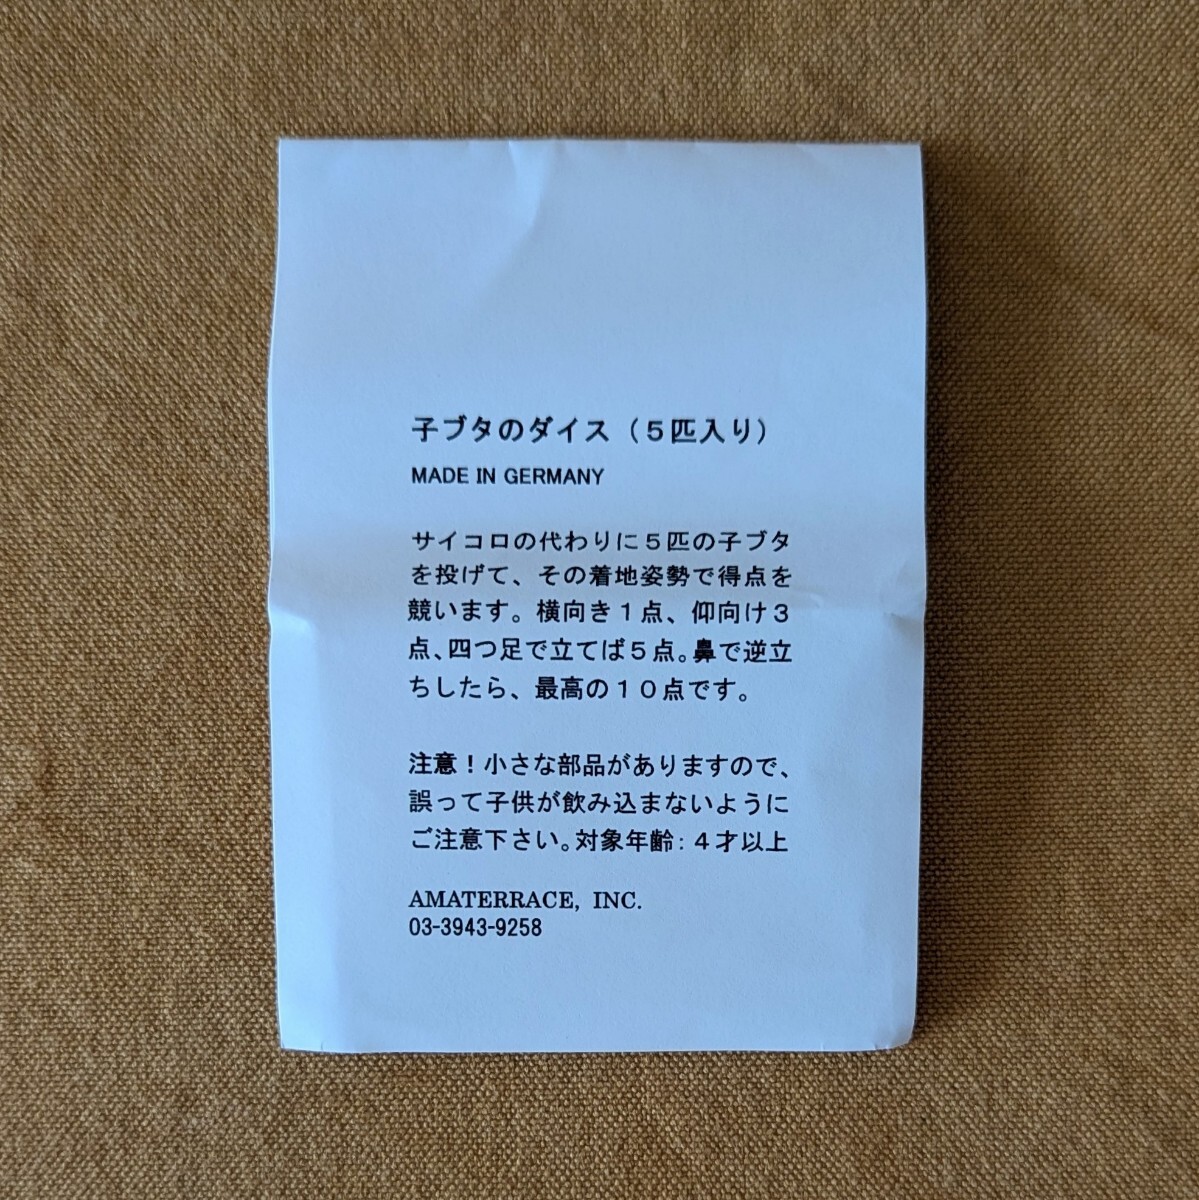 子ブタのダイス（５匹入り）
MADE IN GERMANY
サイコロの代わりに５匹の子ブタ
を投げて、その着地姿勢で得点を
競います。横向き１点、仰向け３
点、四つ足で立てば５点。鼻で逆立
ちしたら、最高の１０点です。
注意！小さな部品がありますので、
誤って子供が飲み込まないように
ご注意下さい。対象年齢：４才以上
AMATERRACE, INC.
03-3943-9258